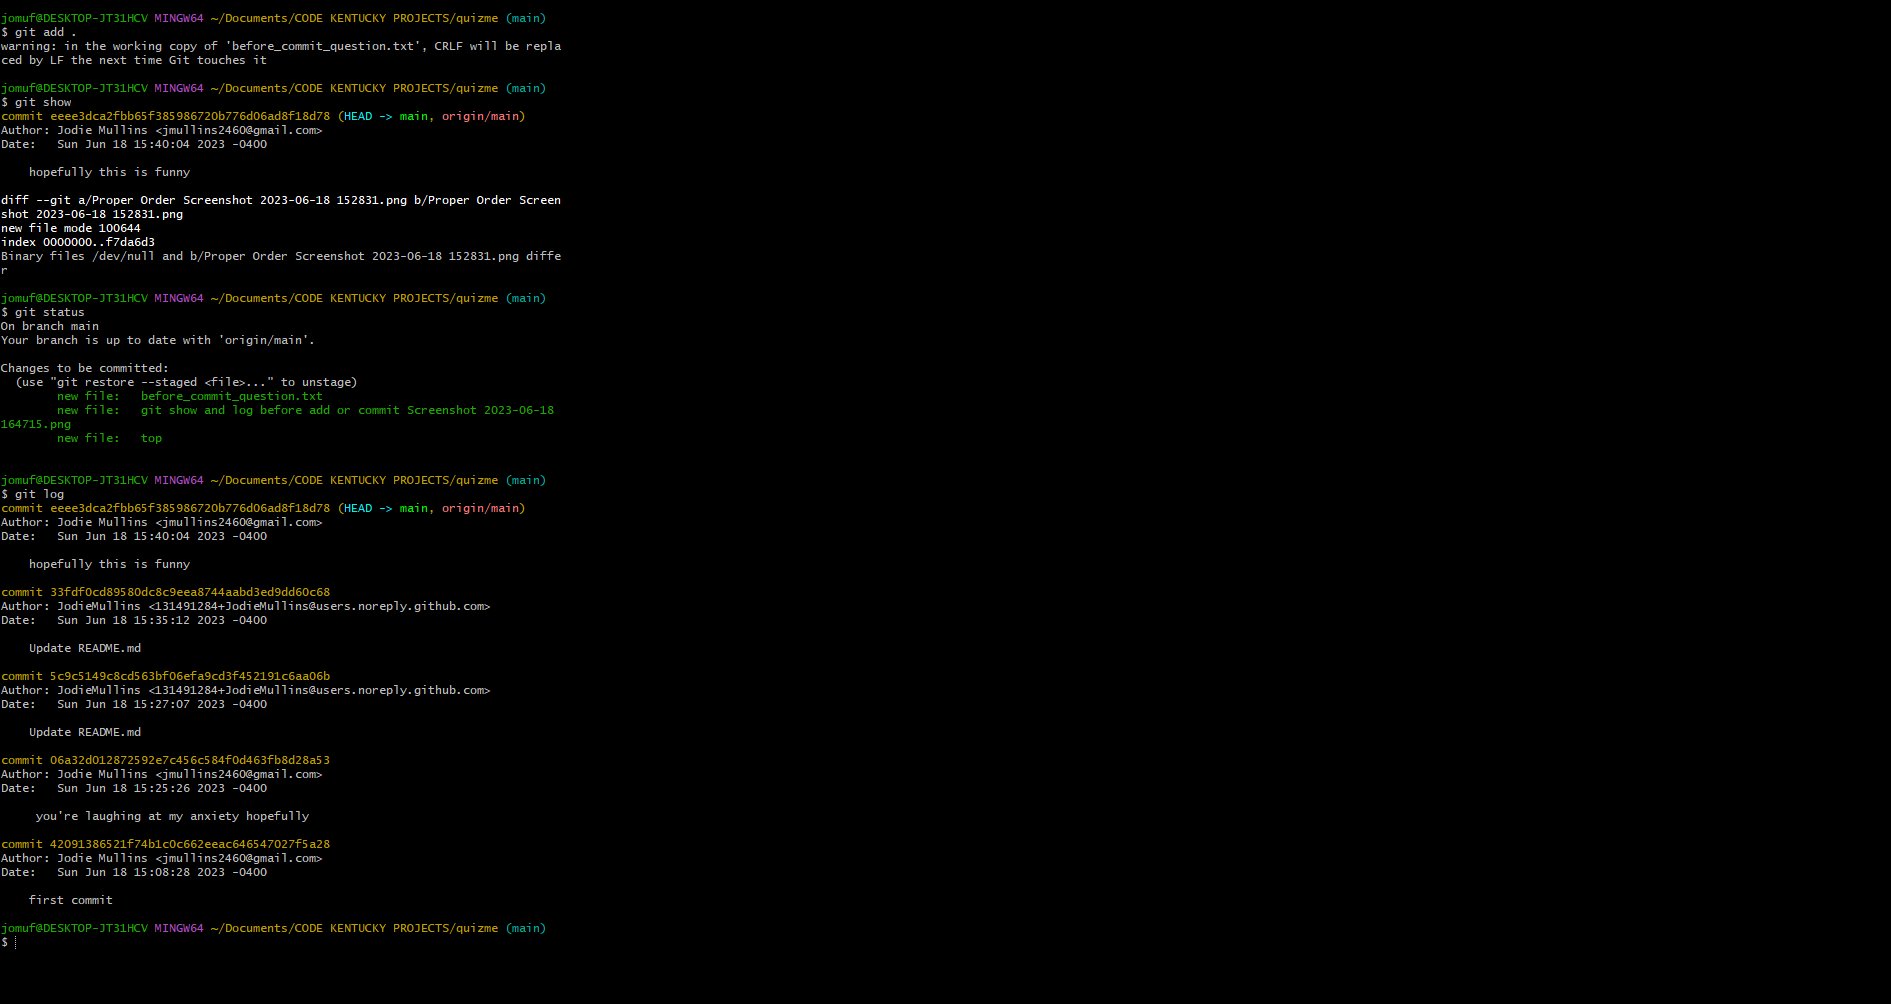 jomuf@DESKTOP-JT31HCV MINGW64 ~/Documents/CODE KENTUCKY PROJECTS/quizme (main)
$ git add .
warning: in the working copy of 'before_commit_question.txt', CRLF will be repla
ced by LF the next time Git touches it
jomuf@DESKTOP-JT31HCV MINGW64 ~/Documents/CODE KENTUCKY PROJECTS/quizme (main)
$ git show
commit eeee3dca2fbb65f385986720b776d06ad8f18d78 (HEAD -> main, origin/main)
Author: Jodie Mullins <jmullins2460@gmail.com>
Date:   Sun Jun 18 15:40:04 2023 -0400
    hopefully this is funny
diff --git a/Proper Order Screenshot 2023-06-18 152831.png b/Proper Order Screen
shot 2023-06-18 152831.png
new file mode 100644
index 0000000..f7da6d3
Binary files /dev/null and b/Proper Order Screenshot 2023-06-18 152831.png diffe
r
jomuf@DESKTOP-JT31HCV MINGW64 ~/Documents/CODE KENTUCKY PROJECTS/quizme (main)
$ git status
On branch main
Your branch is up to date with 'origin/main'.
Changes to be committed:
  (use "git restore --staged <file>..." to unstage)
        new file:   before_commit_question.txt
        new file:   git show and log before add or commit Screenshot 2023-06-18
164715.png
        new file:   top
jomuf@DESKTOP-JT31HCV MINGW64 ~/Documents/CODE KENTUCKY PROJECTS/quizme (main)
$ git log
commit eeee3dca2fbb65f385986720b776d06ad8f18d78 (HEAD -> main, origin/main)
Author: Jodie Mullins <jmullins2460@gmail.com>
Date:   Sun Jun 18 15:40:04 2023 -0400
    hopefully this is funny
commit 33fdf0cd89580dc8c9eea8744aabd3ed9dd60c68
Author: JodieMullins <131491284+JodieMullins@users.noreply.github.com>
Date:   Sun Jun 18 15:35:12 2023 -0400
    Update README.md
commit 5c9c5149c8cd563bf06efa9cd3f452191c6aa06b
Author: JodieMullins <131491284+JodieMullins@users.noreply.github.com>
Date:   Sun Jun 18 15:27:07 2023 -0400
    Update README.md
commit 06a32d012872592e7c456c584f0d463fb8d28a53
Author: Jodie Mullins <jmullins2460@gmail.com>
Date:   Sun Jun 18 15:25:26 2023 -0400
     you're laughing at my anxiety hopefully
commit 42091386521f74b1c0c662eeac646547027f5a28
Author: Jodie Mullins <jmullins2460@gmail.com>
Date:   Sun Jun 18 15:08:28 2023 -0400
    first commit
jomuf@DESKTOP-JT31HCV MINGW64 ~/Documents/CODE KENTUCKY PROJECTS/quizme (main)
$